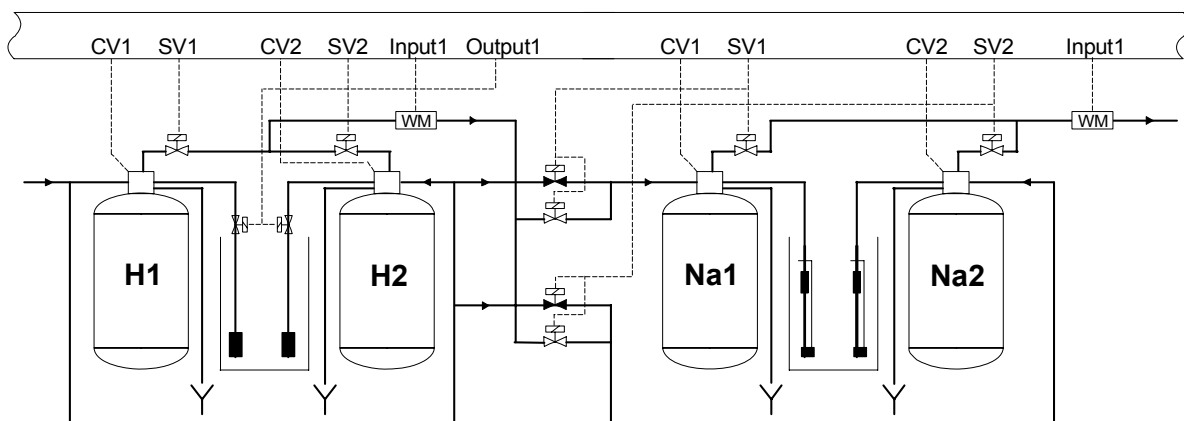 CV1 SV1 CV2 SV2 Input1 Output1 CV1 SV1 CV2 SV2 Input1
WM WM
H1 H2 Na1 Na2